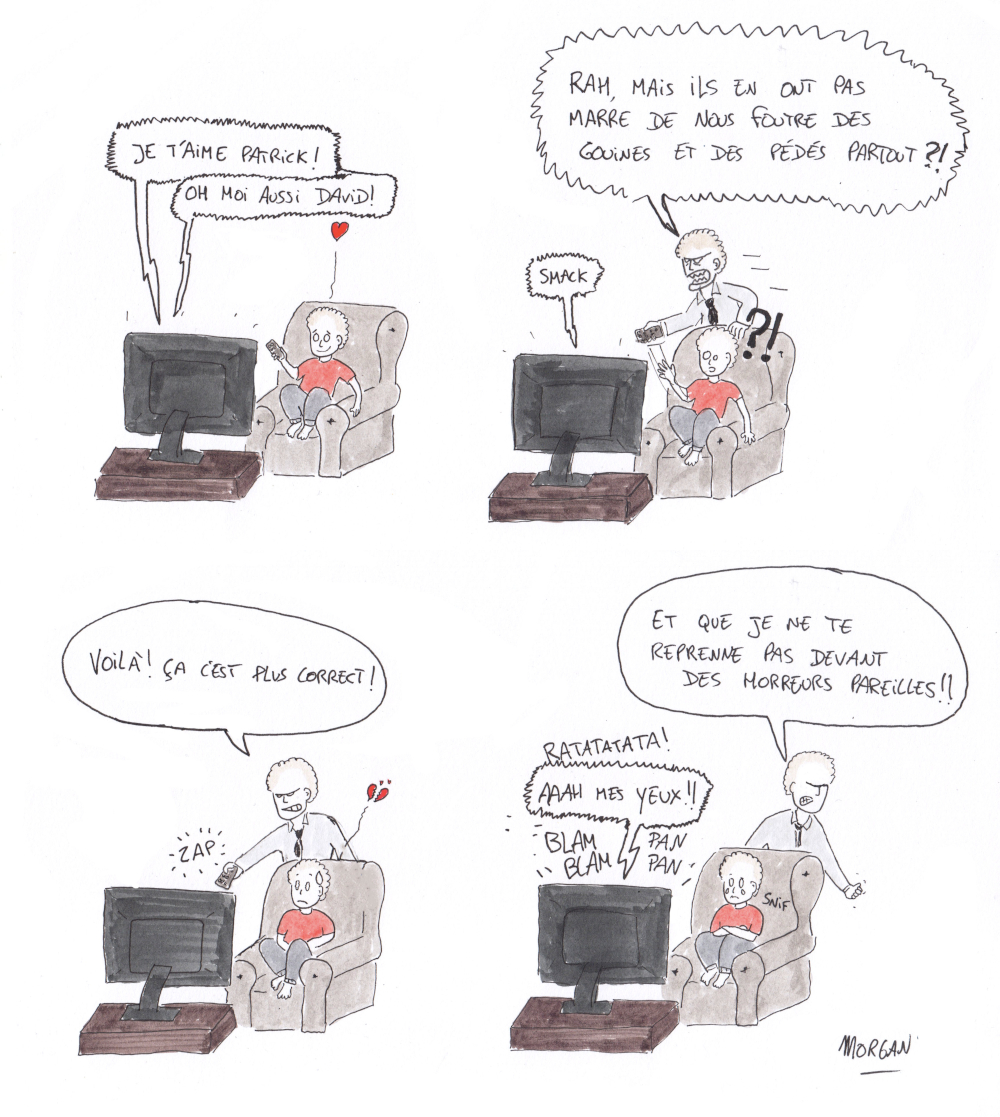 JE T'AIME PATRICK!
OH MOI AUSSI DAVID!
RAH, MAIS ILS EN ONT PAS
MARRE DE NOUS FOUTRE DES
GOUINES ET DES PÉDÉS PARTOUT ?!
SMACK
?!
VOILÀ! ÇA C'EST PLUS CORRECT!
ZAP
ET QUE JE NE TE
REPRENNE PAS DEVANT
DES HORREURS PAREILLES!!
RATATATATA!
AAAH MES YEUX!!
BLAM
BLAM
PAN
PAN
SNIF
MORGAN